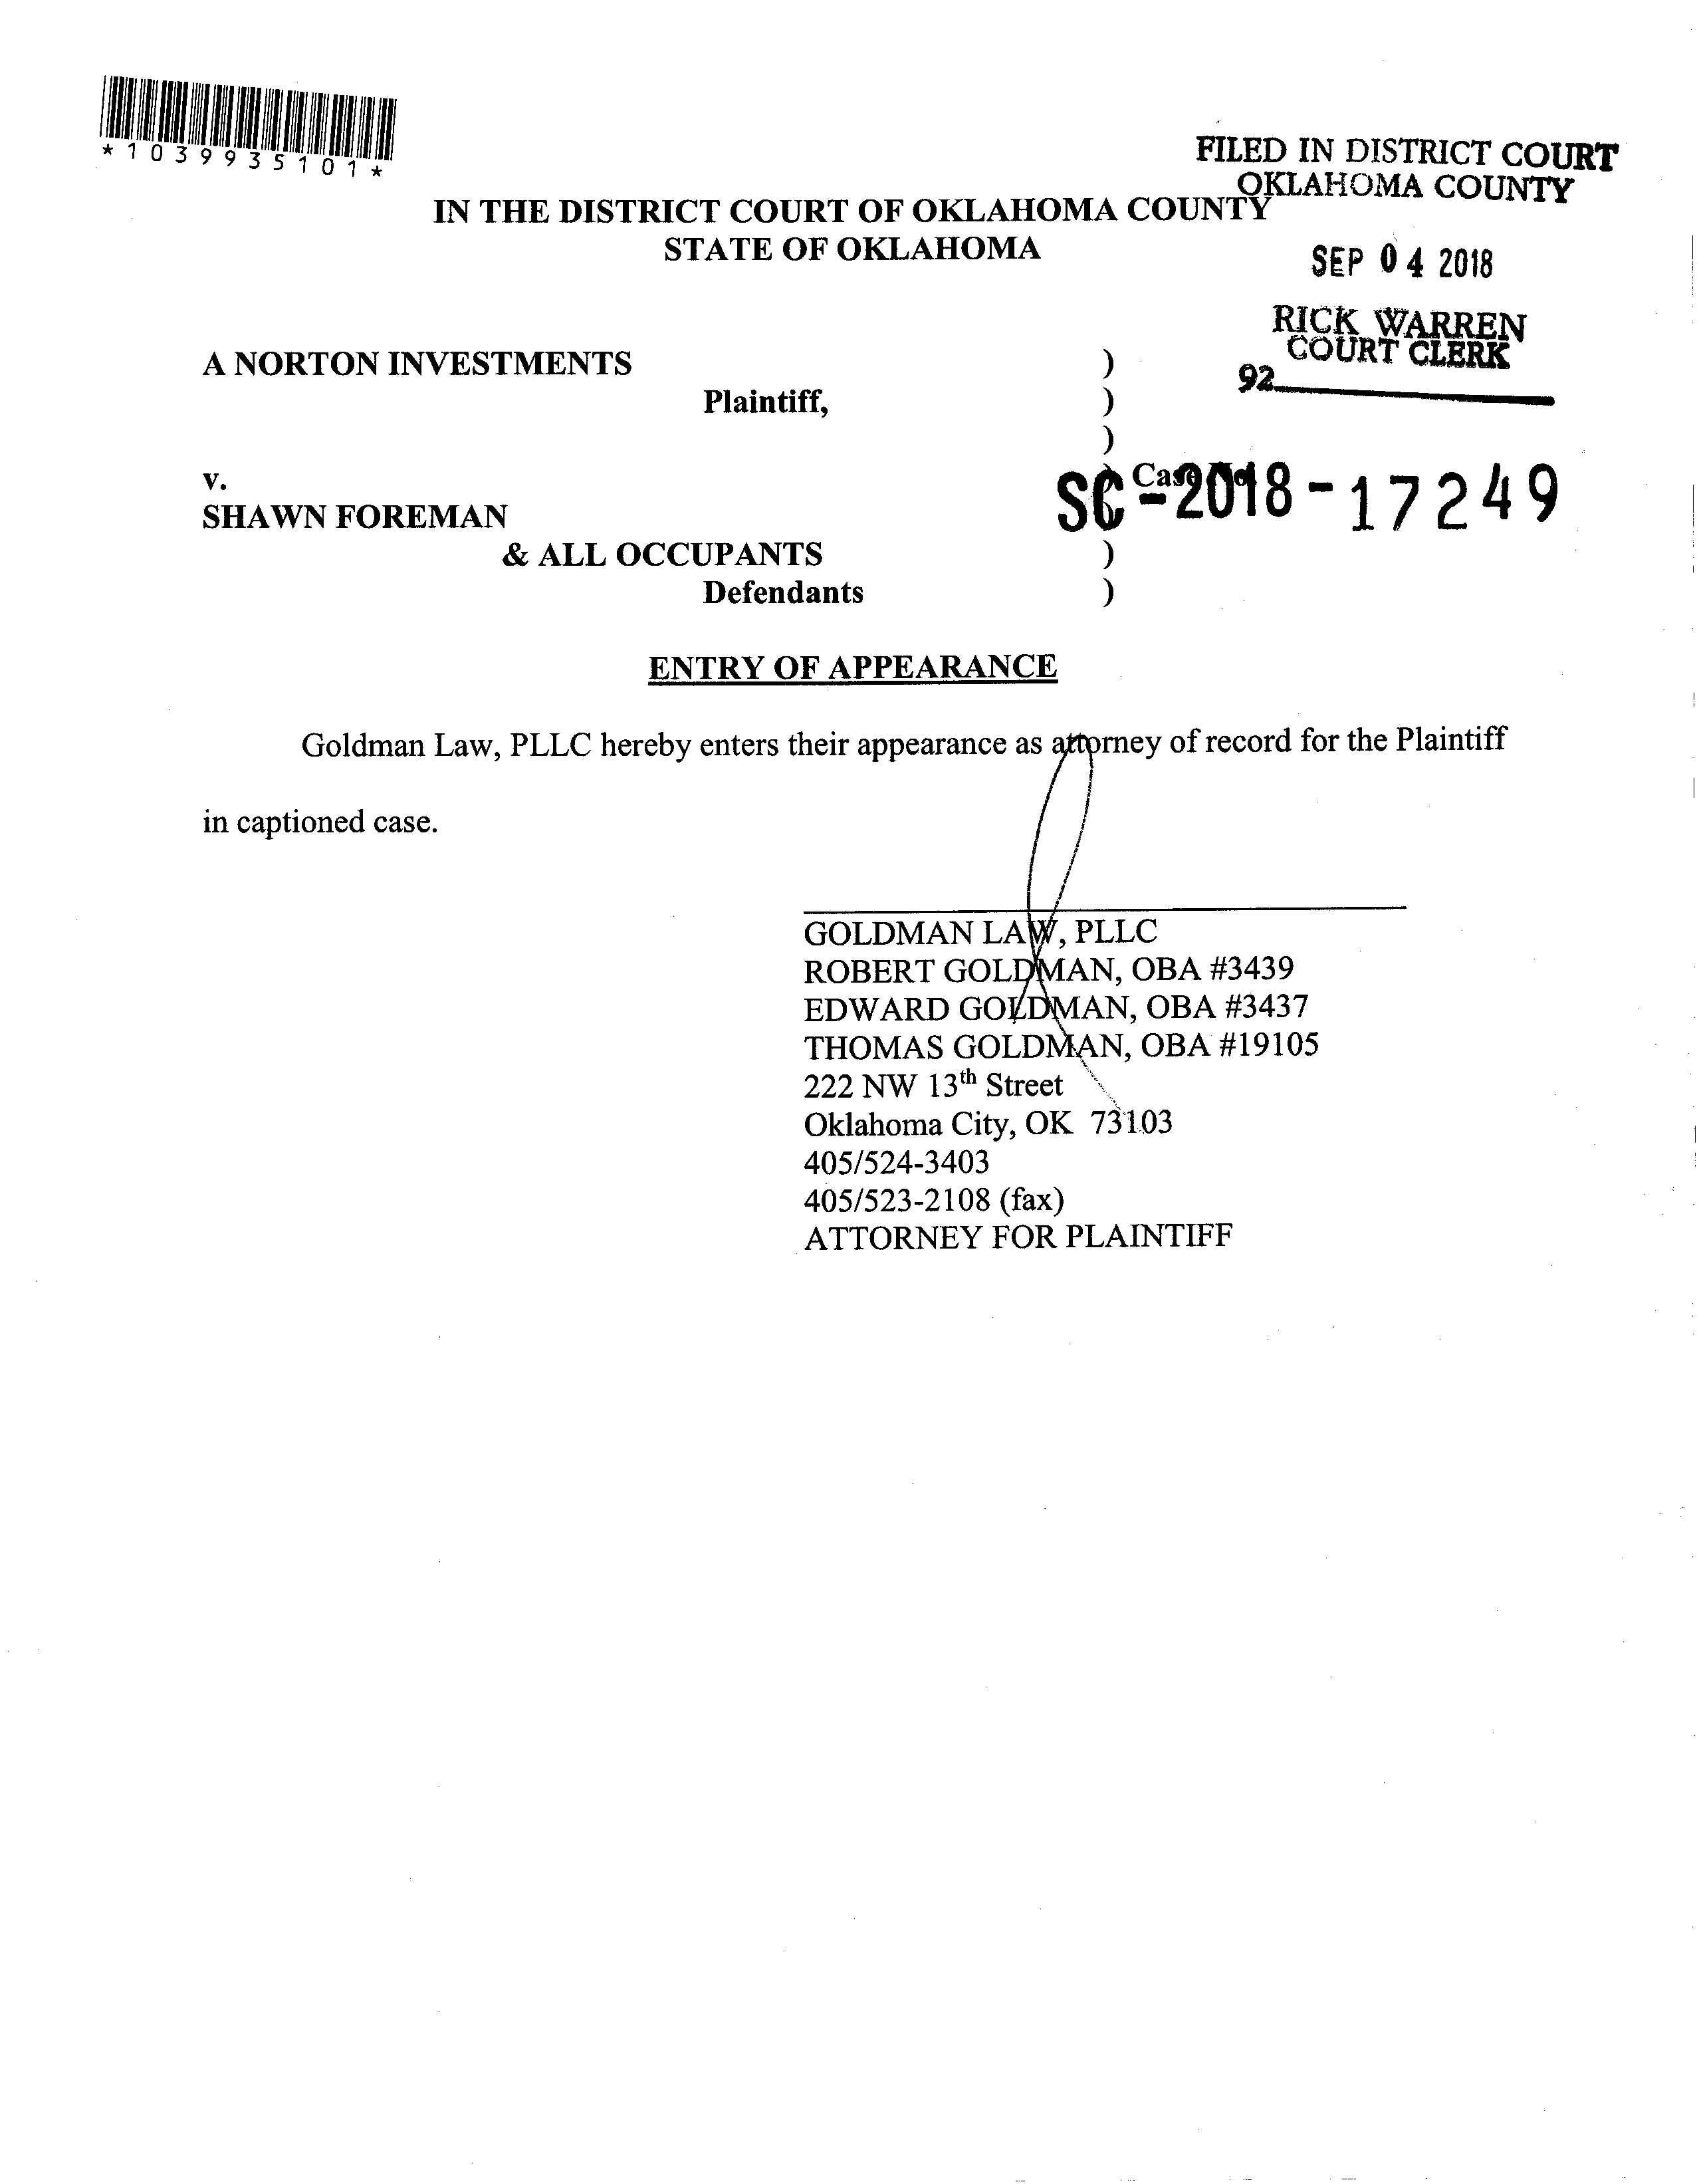 *1039935101*
FILED IN DISTRICT COURT
OKLAHOMA COUNTY
IN THE DISTRICT COURT OF OKLAHOMA COUNTY
STATE OF OKLAHOMA
SEP 04 2018
RICK WARREN
COURT CLERK
92
A NORTON INVESTMENTS )
Plaintiff, )
)
v. ) Case No
SC-2018-17249
SHAWN FOREMAN
& ALL OCCUPANTS )
Defendants )
ENTRY OF APPEARANCE
Goldman Law, PLLC hereby enters their appearance as attorney of record for the Plaintiff
in captioned case.
GOLDMAN LAW, PLLC
ROBERT GOLDMAN, OBA #3439
EDWARD GOLDMAN, OBA #3437
THOMAS GOLDMAN, OBA #19105
222 NW 13th Street
Oklahoma City, OK 73103
405/524-3403
405/523-2108 (fax)
ATTORNEY FOR PLAINTIFF